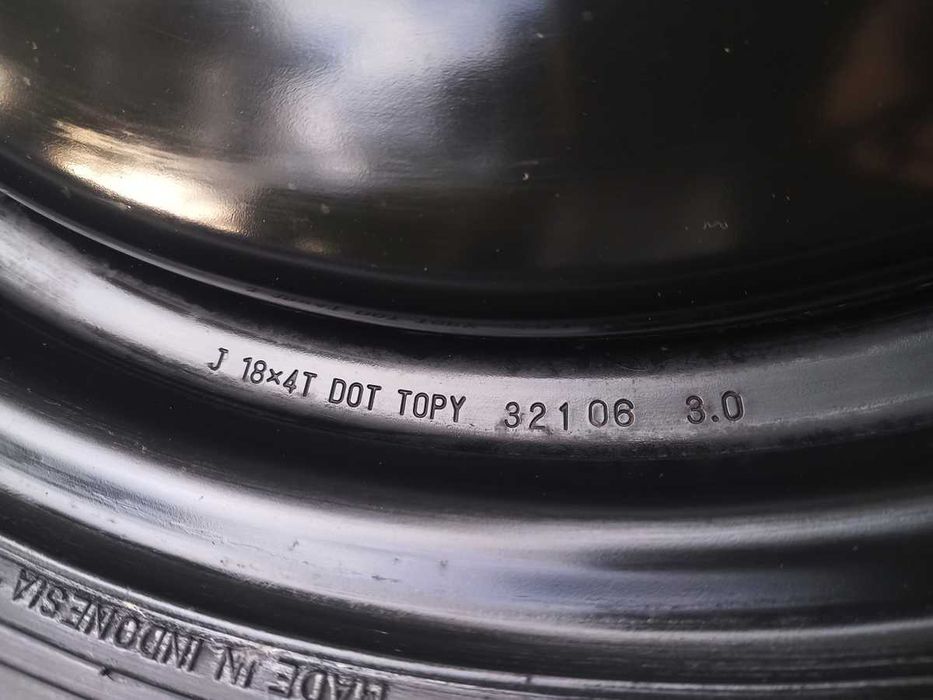 J 18×4T DOT TOPY 321 06 3.0
MADE IN INDONESIA